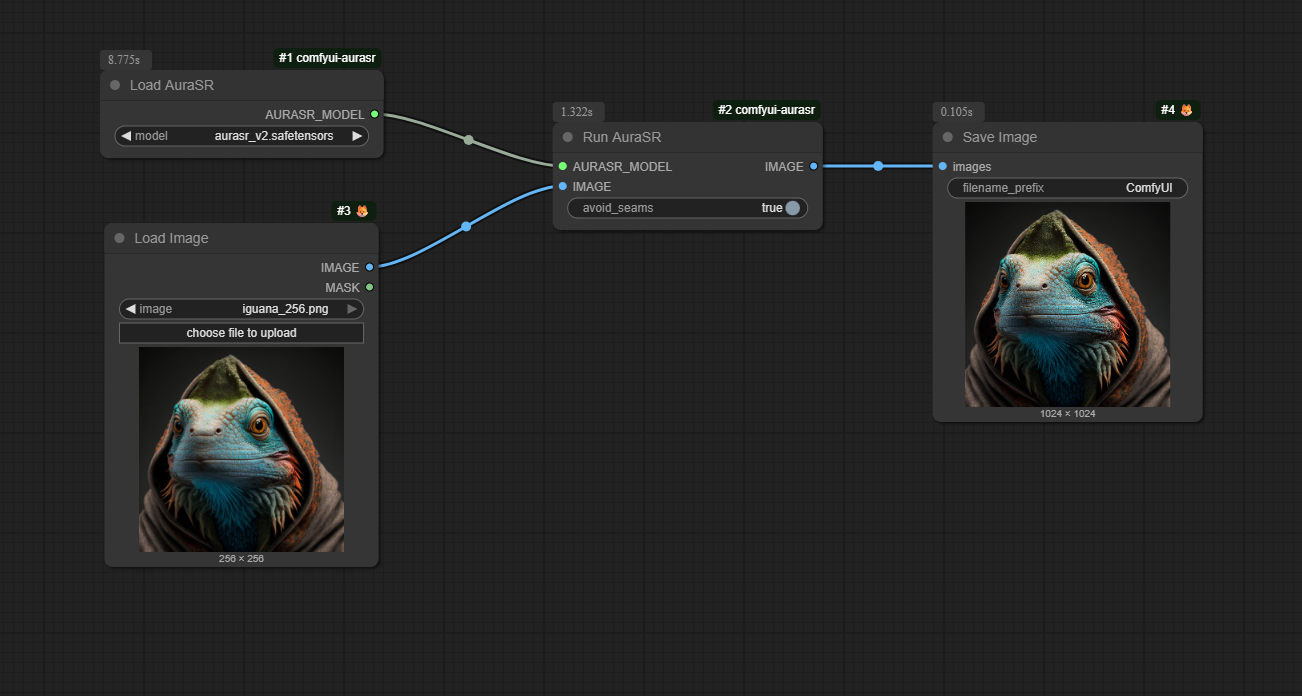 8.775s
#1 comfyui-aurasr
Load AuraSR
AURASR_MODEL
model
aurasr_v2.safetensors
#3
Load Image
IMAGE
MASK
image
iguana_256.png
choose file to upload
256 × 256
1.322s
#2 comfyui-aurasr
Run AuraSR
AURASR_MODEL
IMAGE
IMAGE
avoid_seams
true
0.105s
#4
Save Image
images
filename_prefix
ComfyUI
1024 × 1024